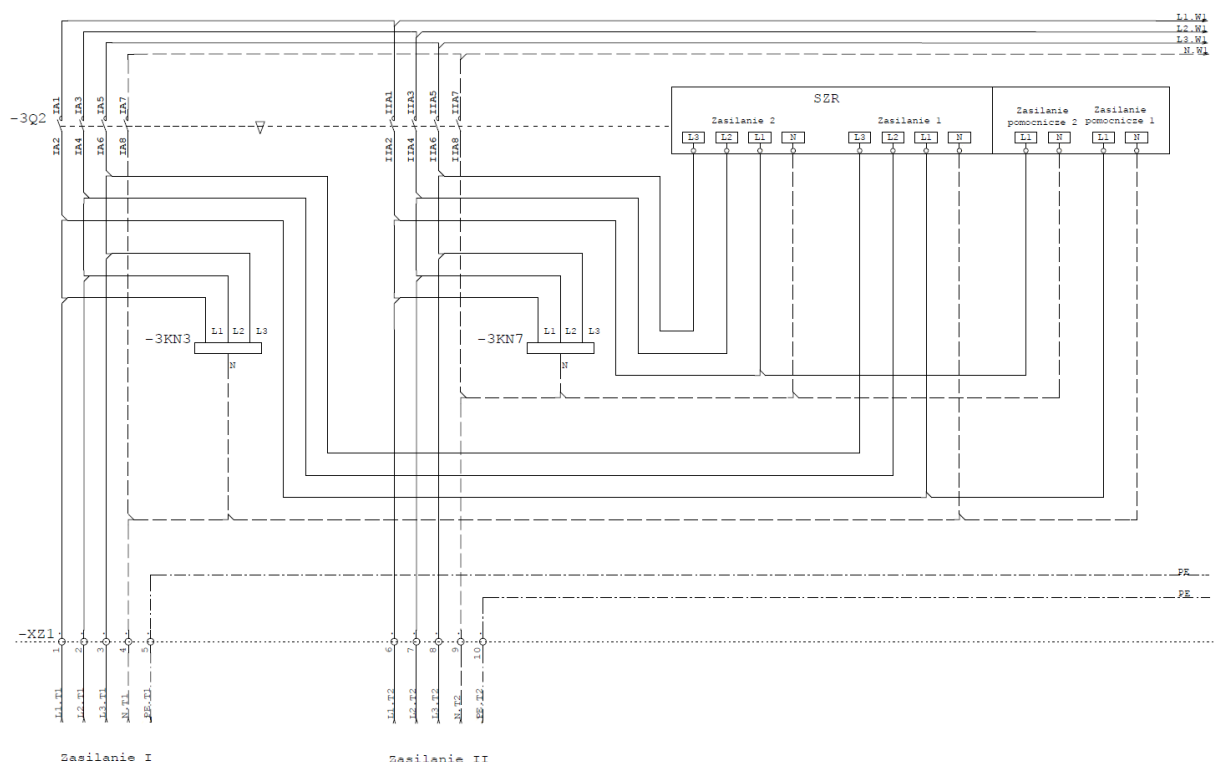 L1.W1
L2.W1
L3.W1
N.W1
-3Q2
IA1
IA3
IA5
IA7
IA2
IA4
IA6
IA8
IIA1
IIA3
IIA5
IIA7
IIA2
IIA4
IIA6
IIA8
SZR
Zasilanie 2
L3 L2 L1 N
Zasilanie 1
L3 L2 L1 N
Zasilanie
pomocnicze 2
L1 N
Zasilanie
pomocnicze 1
L1 N
-3KN3
L1 L2 L3
N
-3KN7
L1 L2 L3
N
PE
PE
-XZ1
1
2
3
4
5
6
7
8
9
10
L1.T1
L2.T1
L3.T1
N.T1
PE.T1
L1.T2
L2.T2
L3.T2
N.T2
PE.T2
Zasilanie I
Zasilanie II